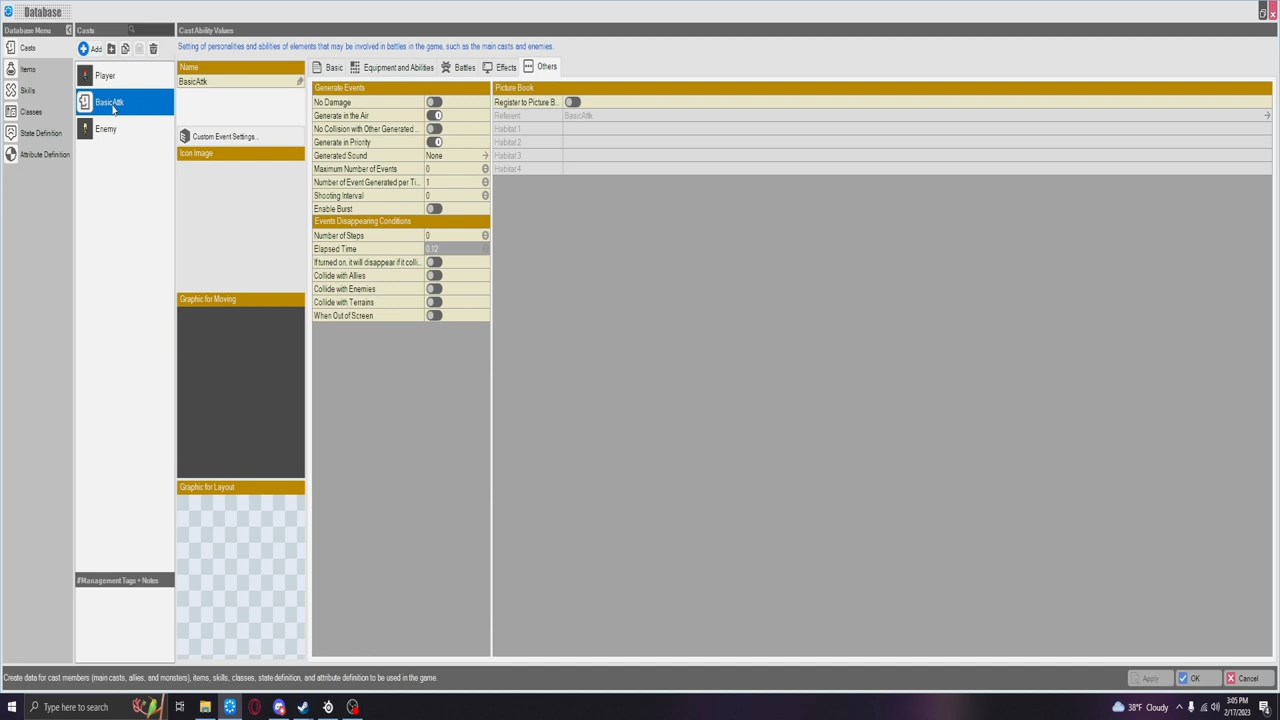 Database
Database Menu
Casts
Items
Skills
Classes
State Definition
Attribute Definition
Casts
Add
Player
BasicAttk
Enemy
#Management Tags + Notes
Cast Ability Values
Setting of personalities and abilities of elements that may be involved in battles in the game, such as the main casts and enemies.
Name
BasicAttk
Custom Event Settings...
Icon Image
Graphic for Moving
Graphic for Layout
Basic
Equipment and Abilities
Battles
Effects
Others
Generate Events
No Damage
Generate in the Air
No Collision with Other Generated ...
Generate in Priority
Generated Sound None
Maximum Number of Events 0
Number of Event Generated per Ti... 1
Shooting Interval 0
Enable Burst
Events Disappearing Conditions
Number of Steps 0
Elapsed Time 0.12
If turned on, it will disappear if it colli...
Collide with Allies
Collide with Enemies
Collide with Terrains
When Out of Screen
Picture Book
Register to Picture B...
Referent BasicAttk
Habitat 1
Habitat 2
Habitat 3
Habitat 4
Create data for cast members (main casts, allies, and monsters), items, skills, classes, state definition, and attribute definition to be used in the game.
Apply
OK
Cancel
Type here to search
38°F Cloudy
3:05 PM
2/17/2023